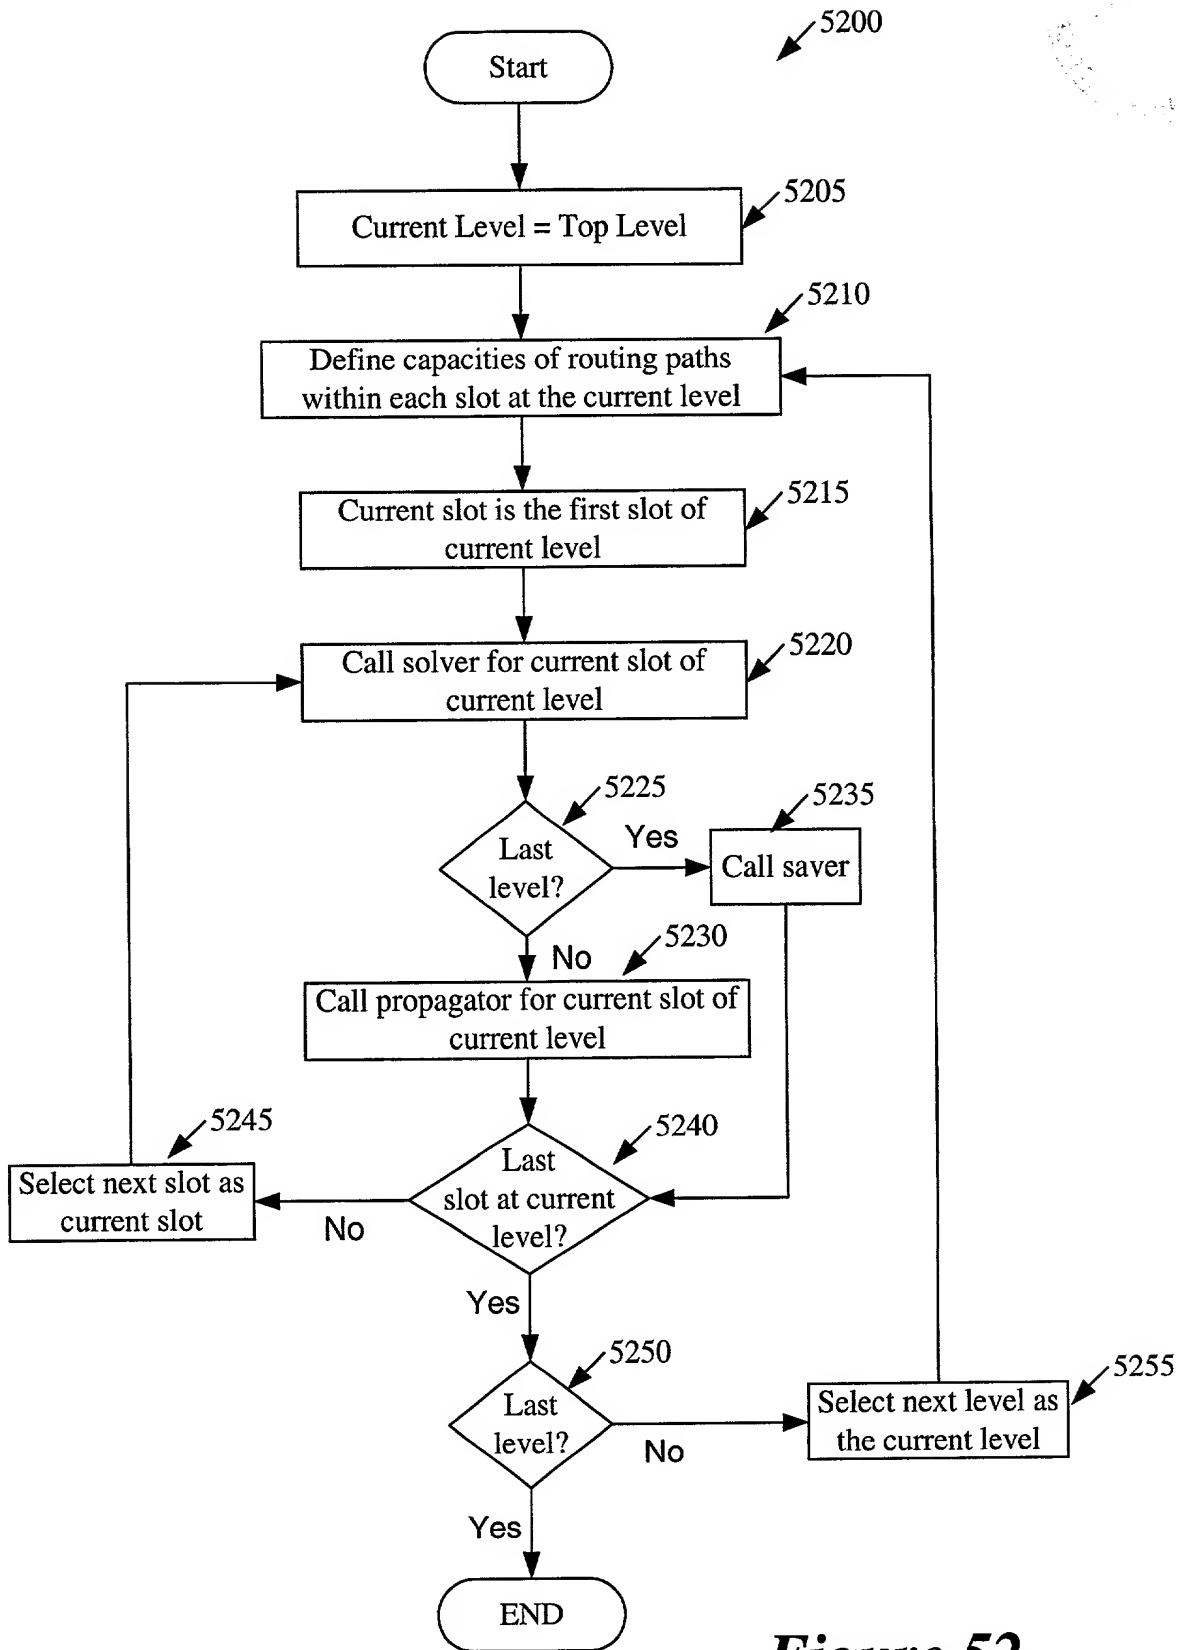 5200
Start
5205
Current Level = Top Level
5210
Define capacities of routing paths
within each slot at the current level
5215
Current slot is the first slot of
current level
5220
Call solver for current slot of
current level
5225
5235
Last
level?
Yes
Call saver
No
5230
Call propagator for current slot of
current level
5245
5240
Select next slot as
current slot
No
Last
slot at current
level?
Yes
5250
5255
Last
level?
No
Select next level as
the current level
Yes
END
Figure 52